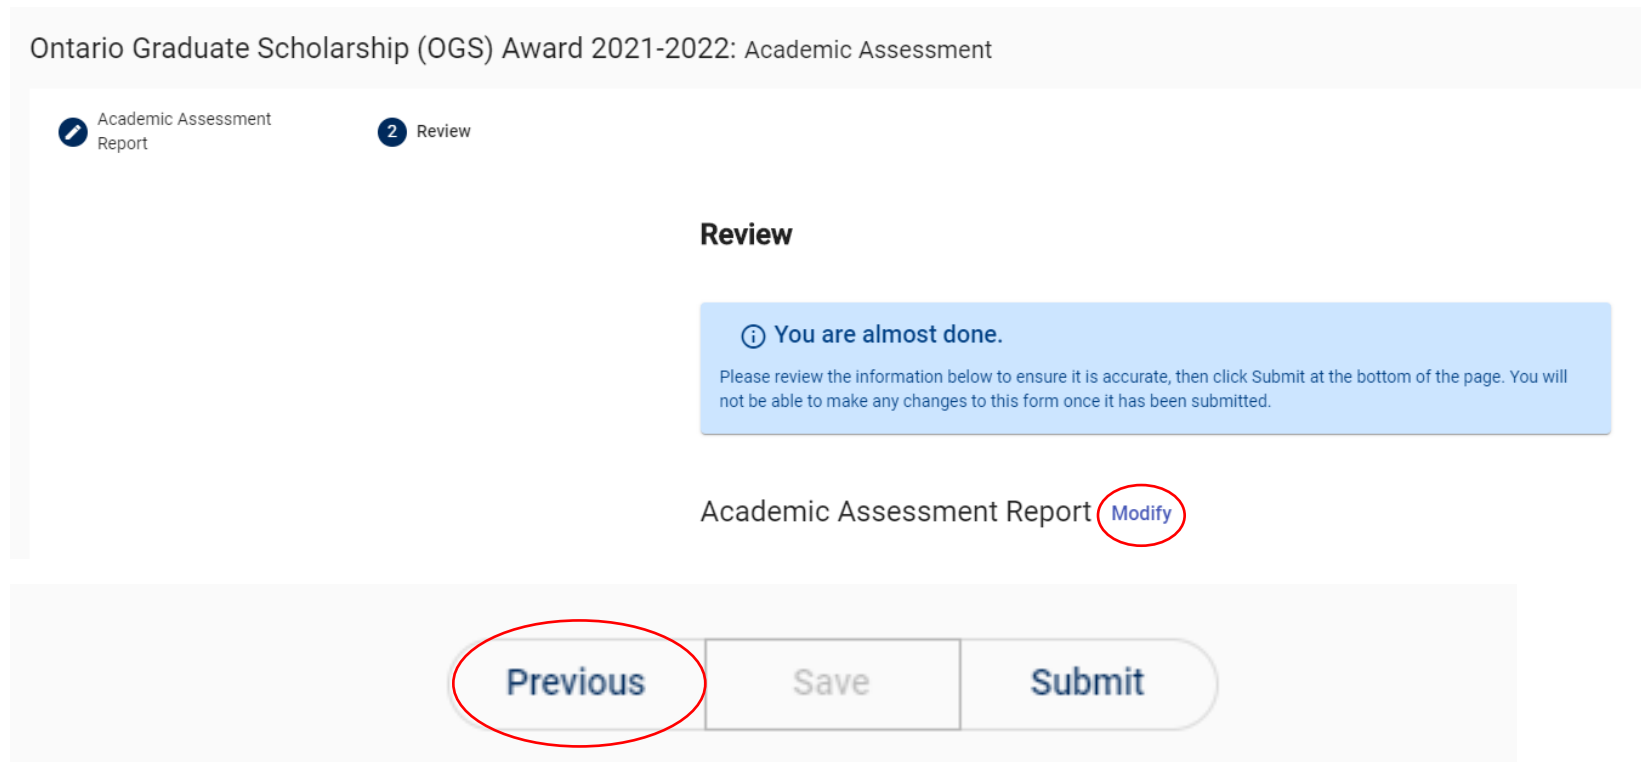 Ontario Graduate Scholarship (OGS) Award 2021-2022: Academic Assessment
Academic Assessment
Report
2 Review
Review
You are almost done.
Please review the information below to ensure it is accurate, then click Submit at the bottom of the page. You will
not be able to make any changes to this form once it has been submitted.
Academic Assessment Report Modify
Previous Save Submit